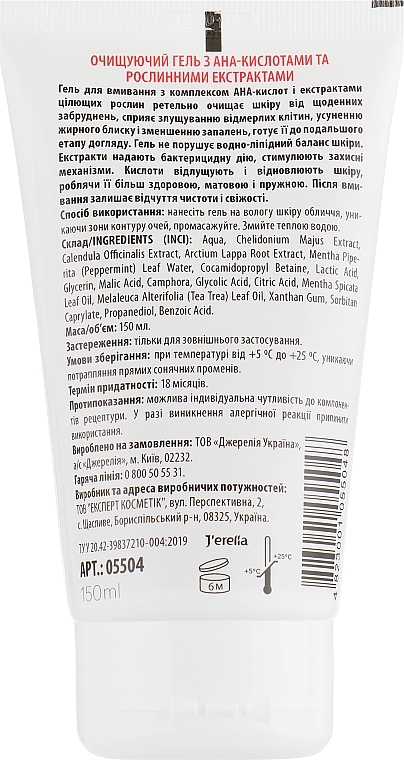 ОЧИЩУЮЧИЙ ГЕЛЬ З АНА-КИСЛОТАМИ ТА
РОСЛИННИМИ ЕКСТРАКТАМИ
Гель для вмивання з комплексом АНА-кислот і екстрактами
цілющих рослин ретельно очищає шкіру від щоденних
забруднень, сприяє злущуванню відмерлих клітин, усуненню
жирного блиску і зменшенню запалень, готує її до подальшого
етапу догляду. Гель не порушує водно-ліпідний баланс шкіри.
Екстракти надають бактерицидну дію, стимулюють захисні
механізми. Кислоти відлущують і відновлюють шкіру,
роблячи її більш здоровою, матовою і пружною. Після вми-
вання залишає відчуття чистоти і свіжості.
Спосіб використання: нанесіть гель на вологу шкіру обличчя, уни-
каючи зони контуру очей, промасажуйте. Змийте теплою водою.
Склад/INGREDIENTS (INCI): Aqua, Chelidonium Majus Extract,
Calendula Officinalis Extract, Arctium Lappa Root Extract, Mentha Pipe-
rita (Peppermint) Leaf Water, Cocamidopropyl Betaine, Lactic Acid,
Glycerin, Malic Acid, Camphora, Glycolic Acid, Citric Acid, Mentha Spicata
Leaf Oil, Melaleuca Alterifolia (Tea Tree) Leaf Oil, Xanthan Gum, Sorbitan
Caprylate, Propanediol, Benzoic Acid.
Маса/об'єм: 150 мл.
Застереження: тільки для зовнішнього застосування.
Умови зберігання: при температурі від +5 °С до +25 °С, уникаючи
потрапляння прямих сонячних променів.
Термін придатності: 18 місяців.
Протипоказання: можлива індивідуальна чутливість до компонен-
тів рецептури. У разі виникнення алергічної реакції припинити
використання.
Вироблено на замовлення: ТОВ «Джерелія Україна»,
а/с «Джерелія», м. Київ, 02232.
Гаряча лінія: 0 800 50 55 31.
Виробник та адреса виробничих потужностей:
ТОВ "ЕКСПЕРТ КОСМЕТІК", вул. Перспективна, 2,
с. Щасливе, Бориспільський р-н, 08325, Україна.
ТУ У 20.42-39837210-004:2019
J'erelia
АРТ.: 05504
150ml
6 м
+5°C
+25°C
4823001055048